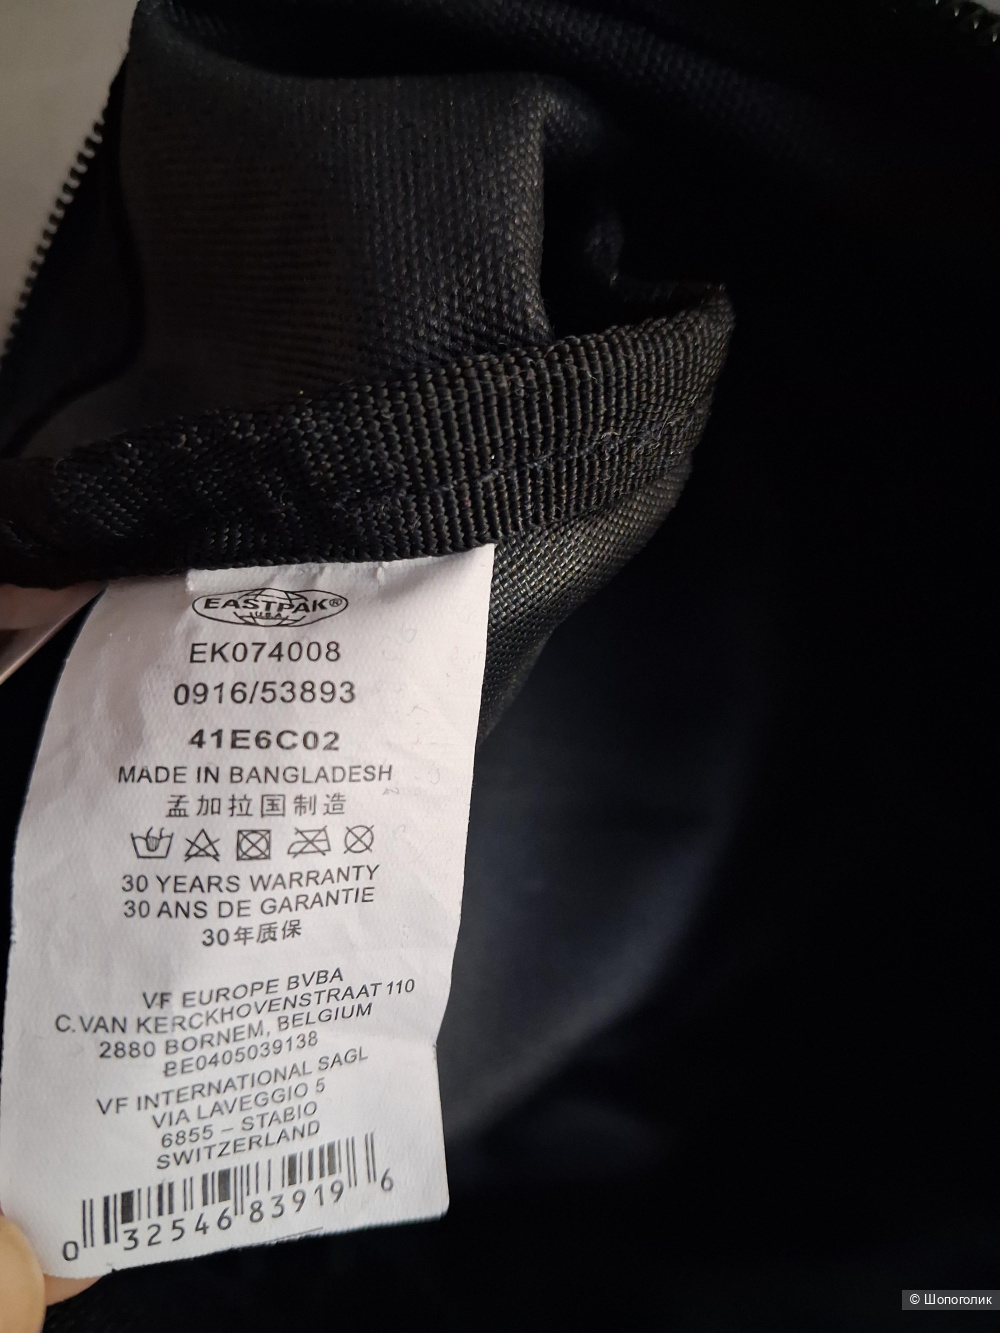 EASTPAK®
USA
EK074008
0916/53893
41E6C02
MADE IN BANGLADESH
孟加拉国制造
30 YEARS WARRANTY
30 ANS DE GARANTIE
30年质保
VF EUROPE BVBA
C.VAN KERCKHOVENSTRAAT 110
2880 BORNEM, BELGIUM
BE0405039138
VF INTERNATIONAL SAGL
VIA LAVEGGIO 5
6855 – STABIO
SWITZERLAND
0 32546 83919 6
© Шопоголик